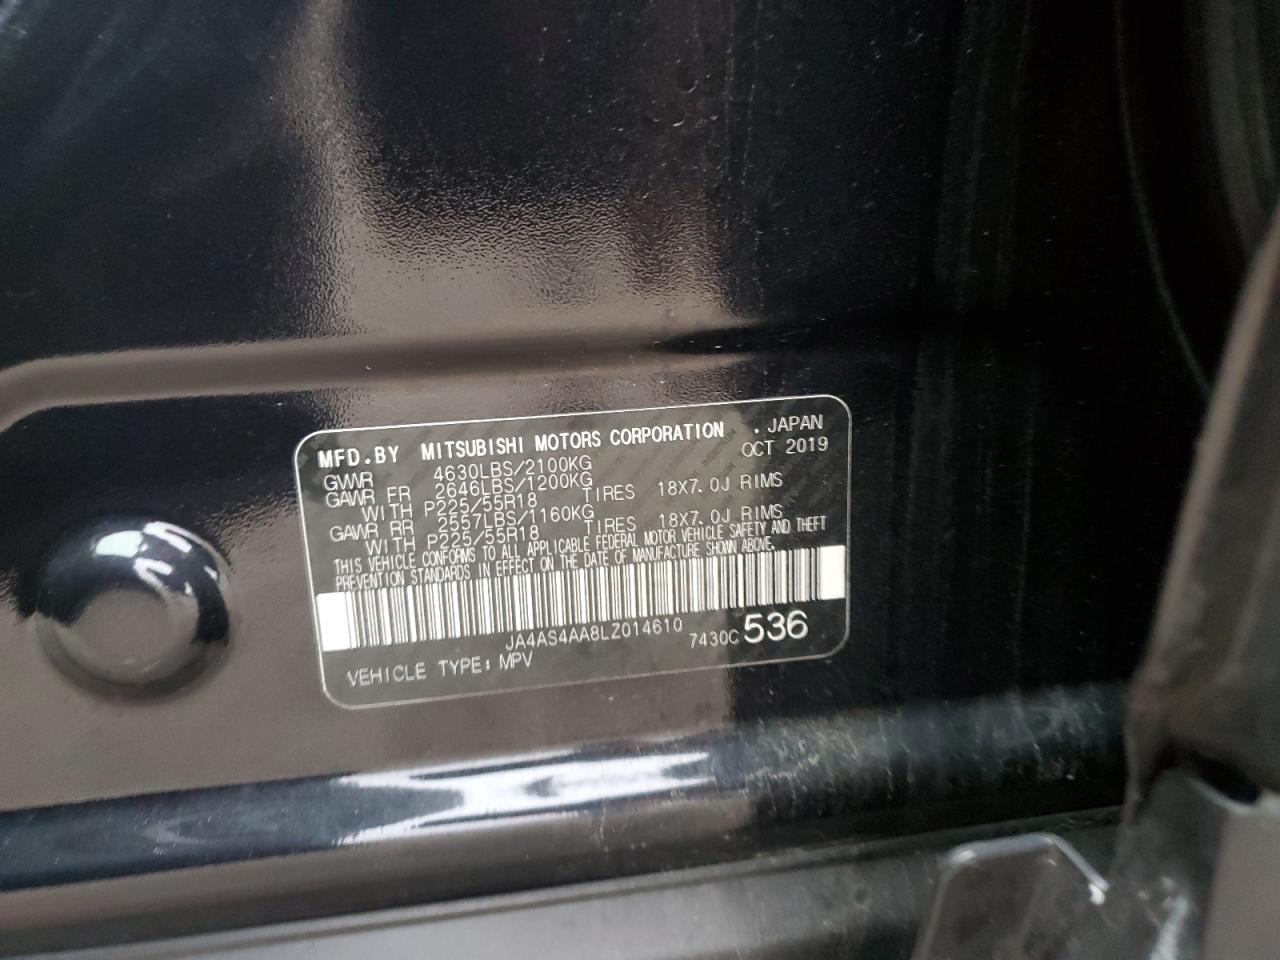 MFD.BY MITSUBISHI MOTORS CORPORATION . JAPAN
GVWR 4630LBS/2100KG OCT 2019
GAWR FR 2646LBS/1200KG
WITH P225/55R18 TIRES 18X7.0J RIMS
GAWR RR 2557LBS/1160KG
WITH P225/55R18 TIRES 18X7.0J RIMS
THIS VEHICLE CONFORMS TO ALL APPLICABLE FEDERAL MOTOR VEHICLE SAFETY AND THEFT
PREVENTION STANDARDS IN EFFECT ON THE DATE OF MANUFACTURE SHOWN ABOVE.
JA4AS4AA8LZ014610 7430C 536
VEHICLE TYPE: MPV